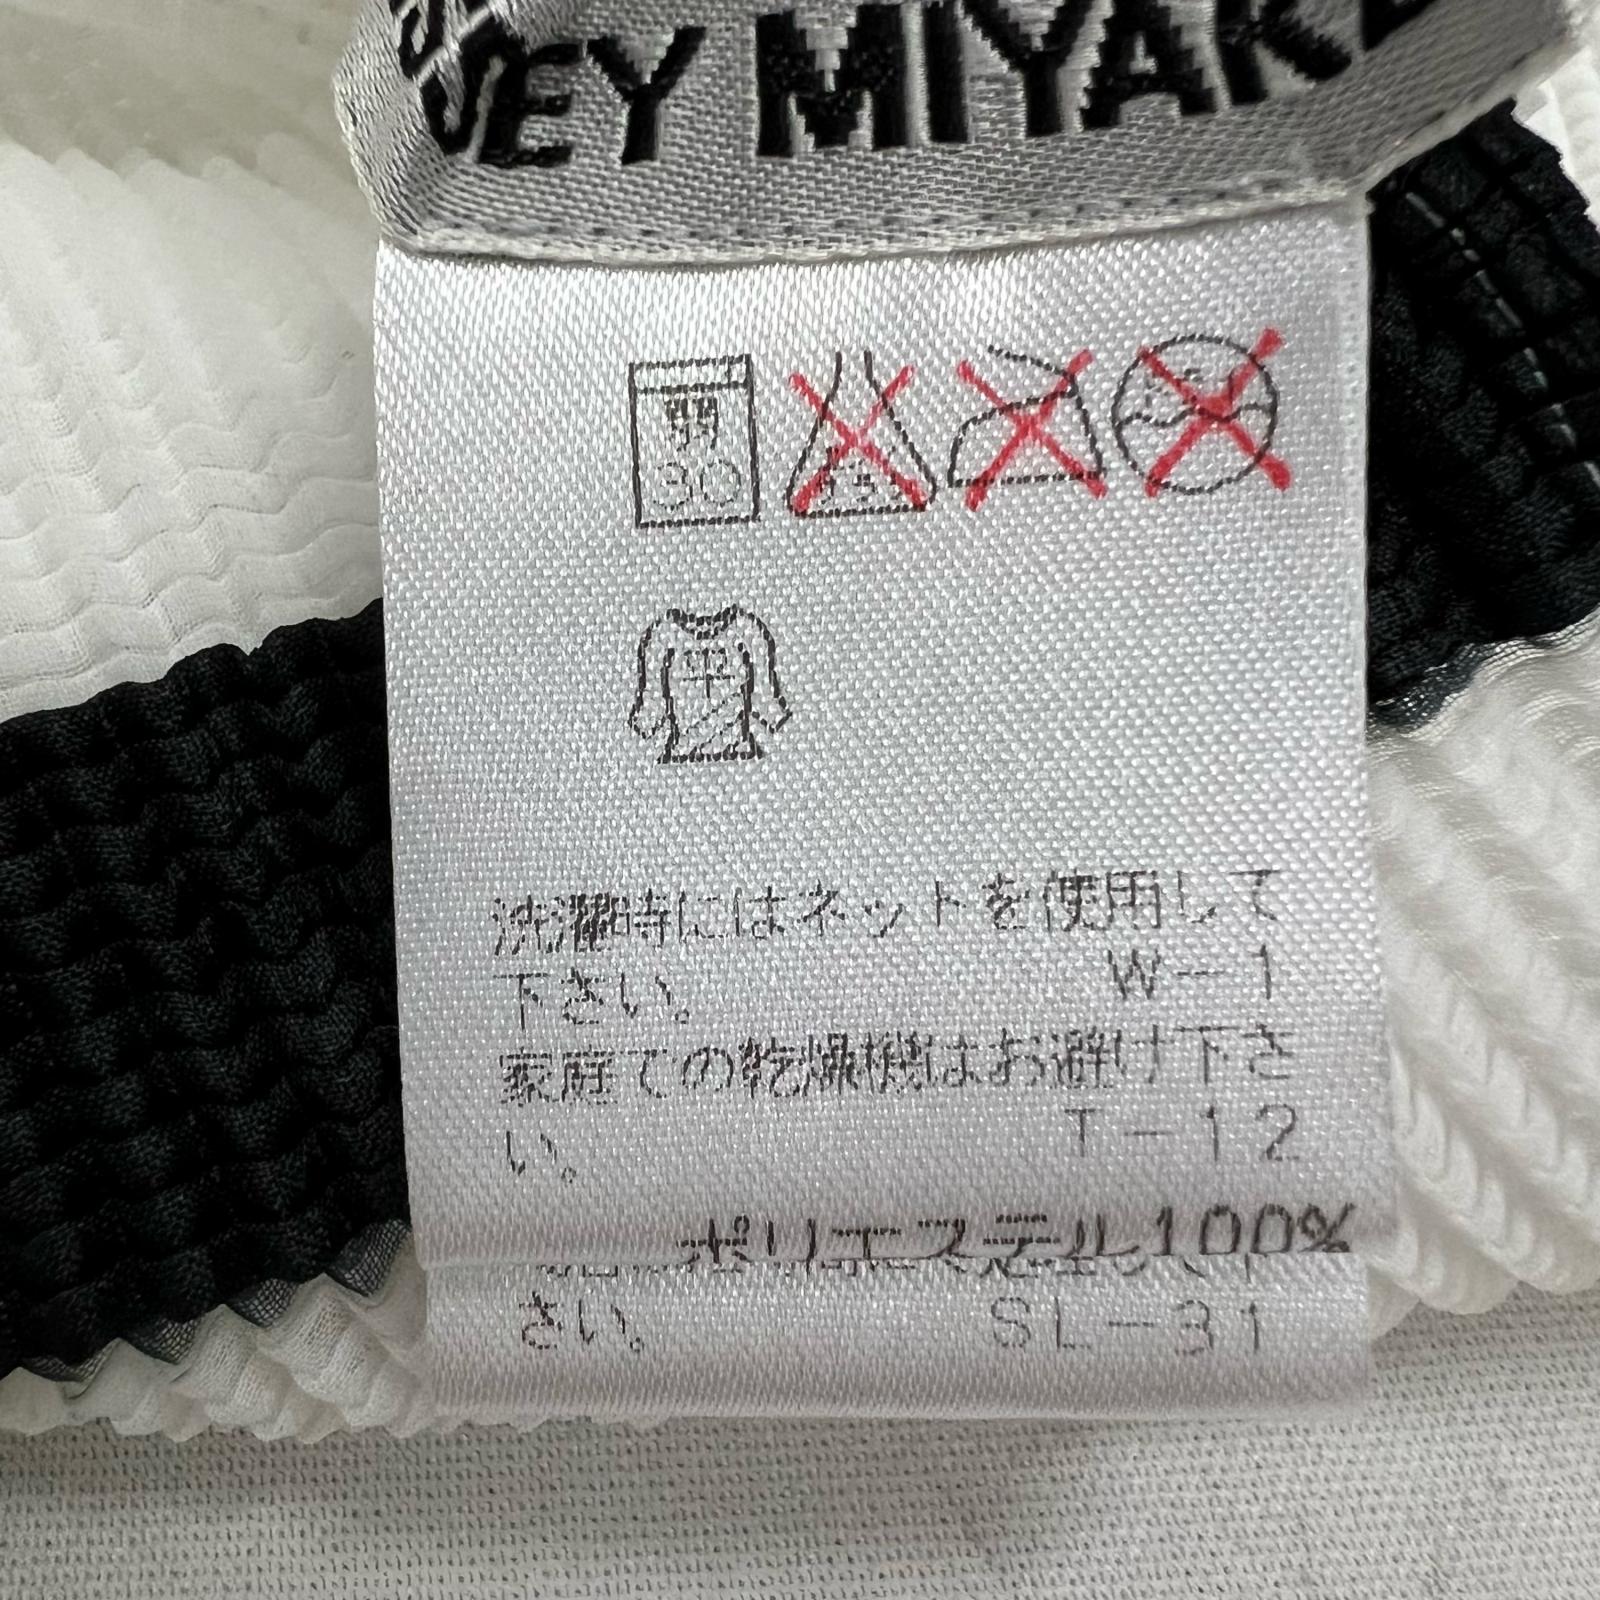 MIYAKE
弱
30
平
洗濯時にはネットを使用して
下さい。 W-1
家庭での乾燥機はお避け下さ
い。 T-12
ポリエステル100%
さい。 SL-31